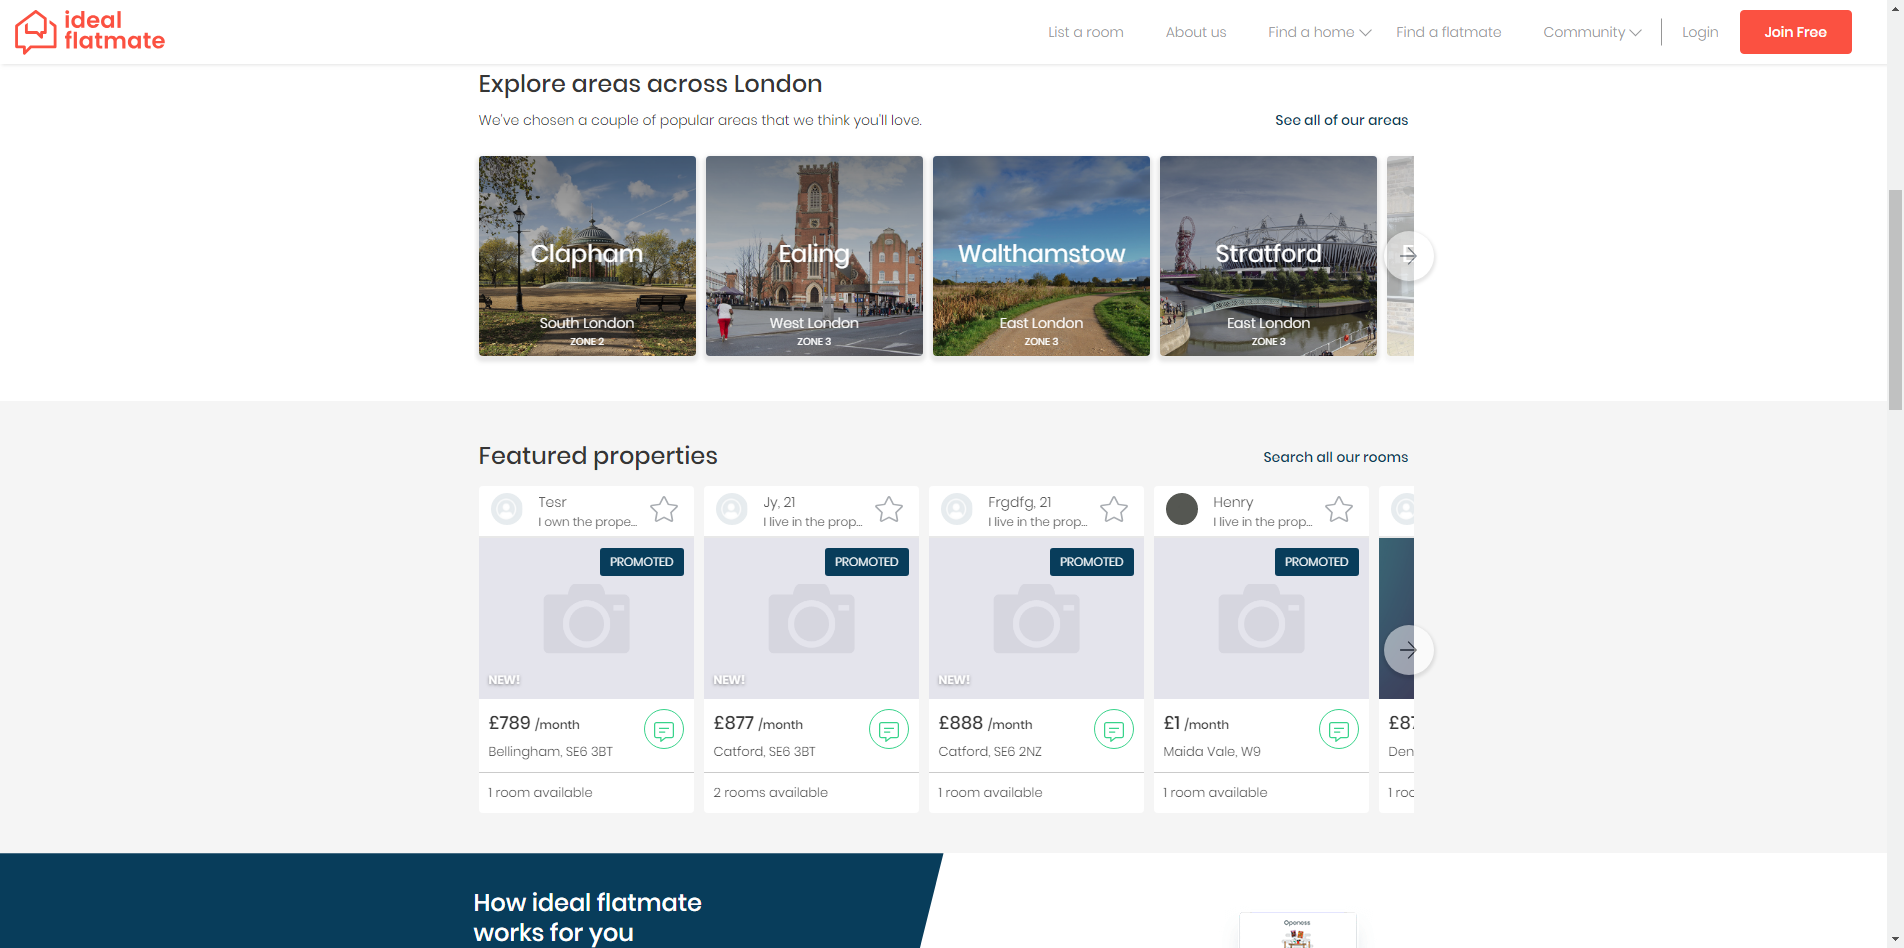 ideal
flatmate
List a room
About us
Find a home
Find a flatmate
Community
Login
Join Free
Explore areas across London
We've chosen a couple of popular areas that we think you'll love.
See all of our areas
Clapham
South London
ZONE 2
Ealing
West London
ZONE 3
Walthamstow
East London
ZONE 3
Stratford
East London
ZONE 3
Featured properties
Search all our rooms
Tesr
I own the prope...
PROMOTED
NEW!
£789 /month
Bellingham, SE6 3BT
1 room available
Jy, 21
I live in the prop...
PROMOTED
NEW!
£877 /month
Catford, SE6 3BT
2 rooms available
Frgdfg, 21
I live in the prop...
PROMOTED
NEW!
£888 /month
Catford, SE6 2NZ
1 room available
Henry
I live in the prop...
PROMOTED
£1 /month
Maida Vale, W9
1 room available
Den
How ideal flatmate
works for you
Openess